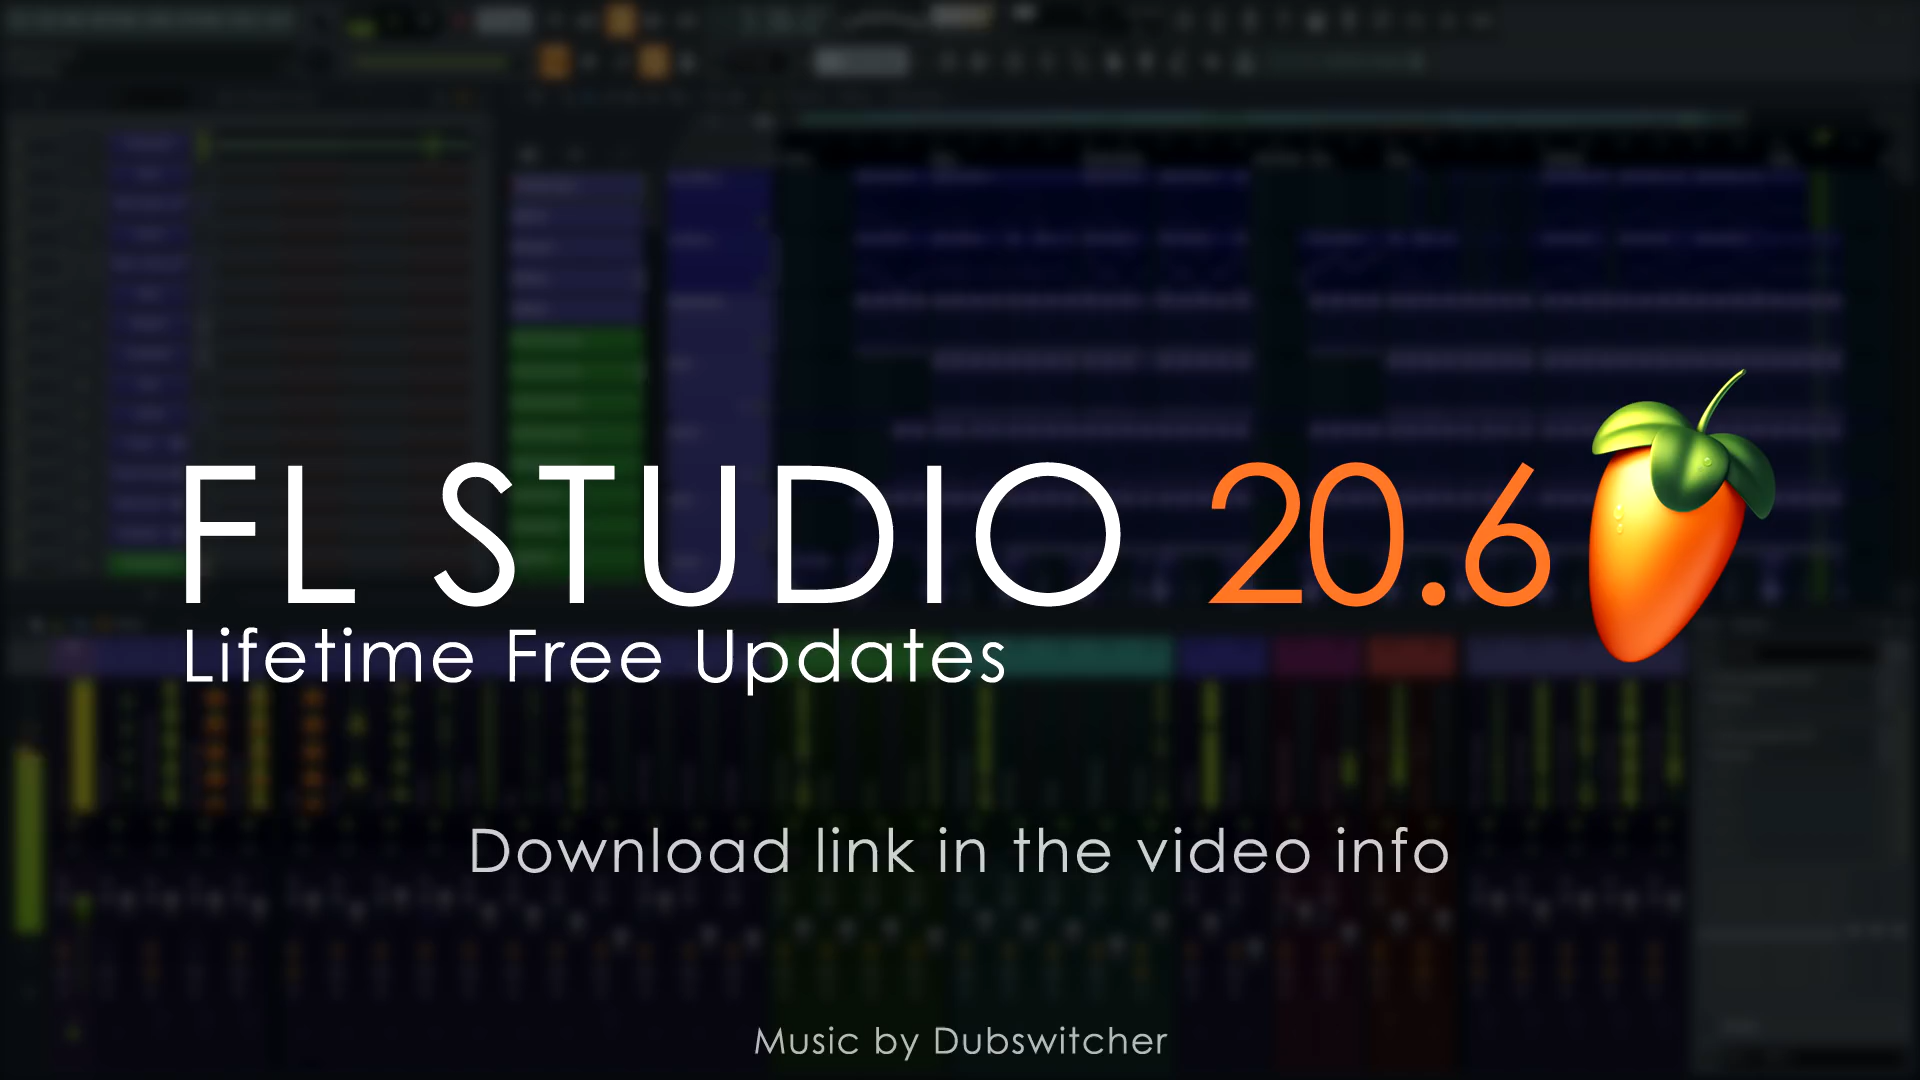 FL STUDIO 20.6
Lifetime Free Updates
Download link in the video info
Music by Dubswitcher